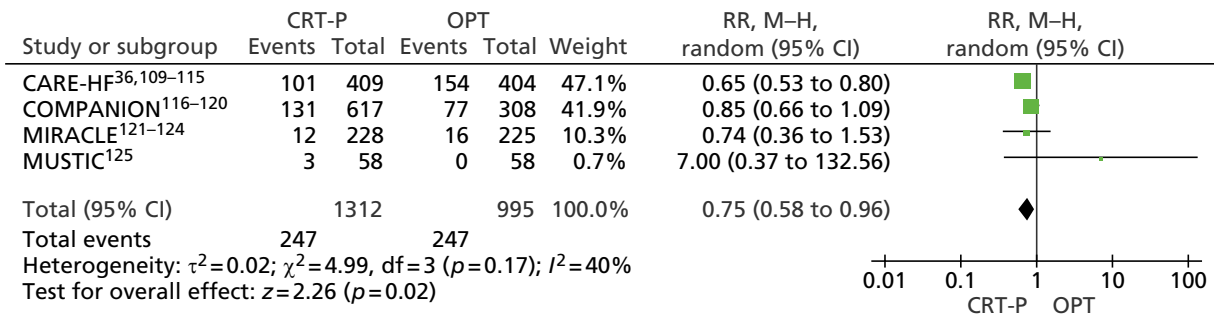 CRT-P OPT RR, M–H, RR, M–H,
Study or subgroup Events Total Events Total Weight random (95% CI) random (95% CI)
CARE-HF36,109–115 101 409 154 404 47.1% 0.65 (0.53 to 0.80)
COMPANION116–120 131 617 77 308 41.9% 0.85 (0.66 to 1.09)
MIRACLE121–124 12 228 16 225 10.3% 0.74 (0.36 to 1.53)
MUSTIC125 3 58 0 58 0.7% 7.00 (0.37 to 132.56)
Total (95% CI) 1312 995 100.0% 0.75 (0.58 to 0.96)
Total events 247 247
Heterogeneity: τ2=0.02; χ2=4.99, df=3 (p=0.17); I2=40%
Test for overall effect: z=2.26 (p=0.02)
0.01 0.1 1 10 100
CRT-P OPT